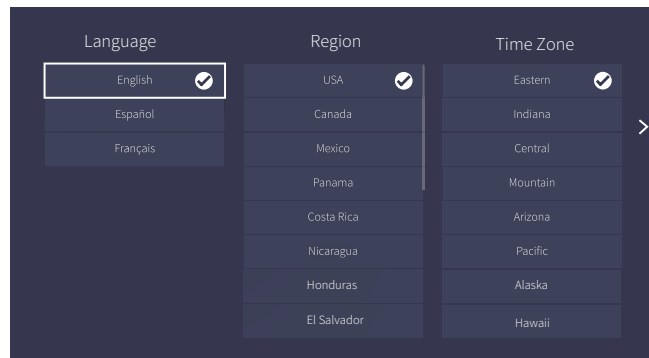 Language
English
Español
Français
Region
USA
Canada
Mexico
Panama
Costa Rica
Nicaragua
Honduras
El Salvador
Time Zone
Eastern
Indiana
Central
Mountain
Arizona
Pacific
Alaska
Hawaii